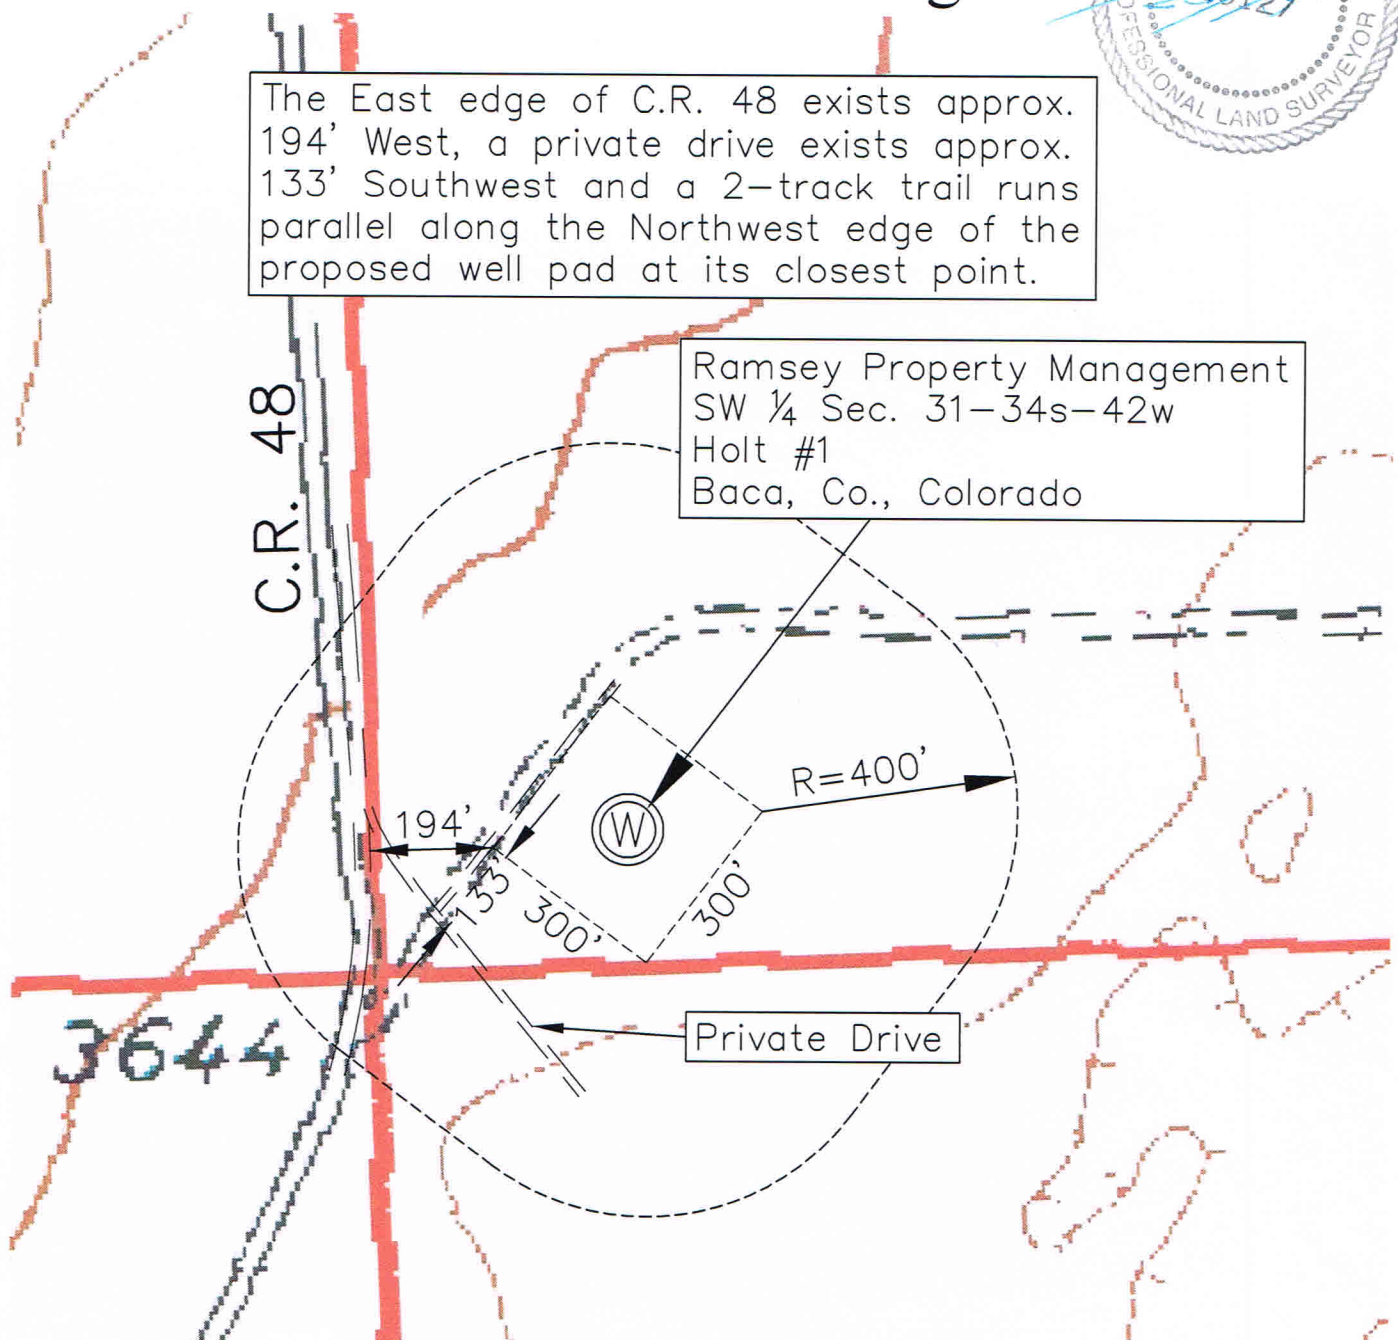 The East edge of C.R. 48 exists approx.
194' West, a private drive exists approx.
133' Southwest and a 2-track trail runs
parallel along the Northwest edge of the
proposed well pad at its closest point.
Ramsey Property Management
SW ¼ Sec. 31-34s-42w
Holt #1
Baca, Co., Colorado
C.R. 48
R=400'
194'
W
133'
300'
300'
3644
Private Drive
LAND SURVEYOR